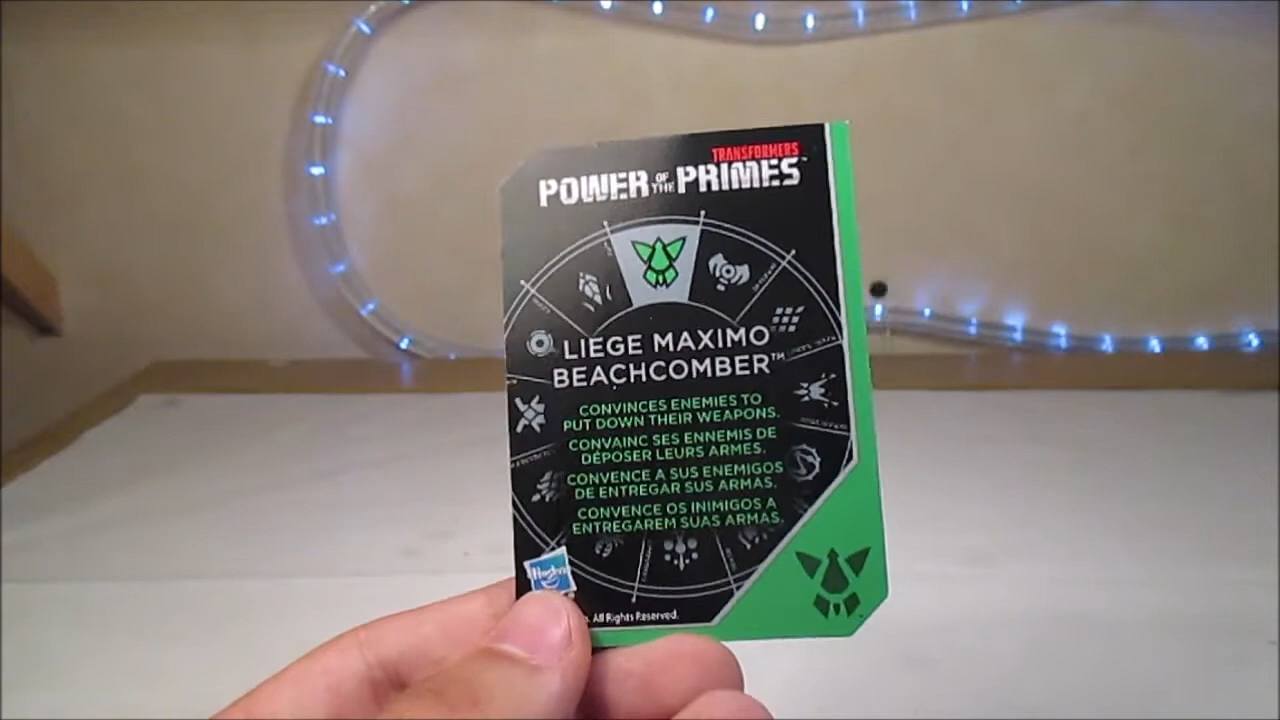 TRANSFORMERS
POWER OF THE PRIMES™
LIEGE MAXIMO
BEACHCOMBER™
CONVINCES ENEMIES TO
PUT DOWN THEIR WEAPONS.
CONVAINC SES ENNEMIS DE
DÉPOSER LEURS ARMES.
CONVENCE A SUS ENEMIGOS
DE ENTREGAR SUS ARMAS.
CONVENCE OS INIMIGOS A
ENTREGAREM SUAS ARMAS.
Hasbro
All Rights Reserved.